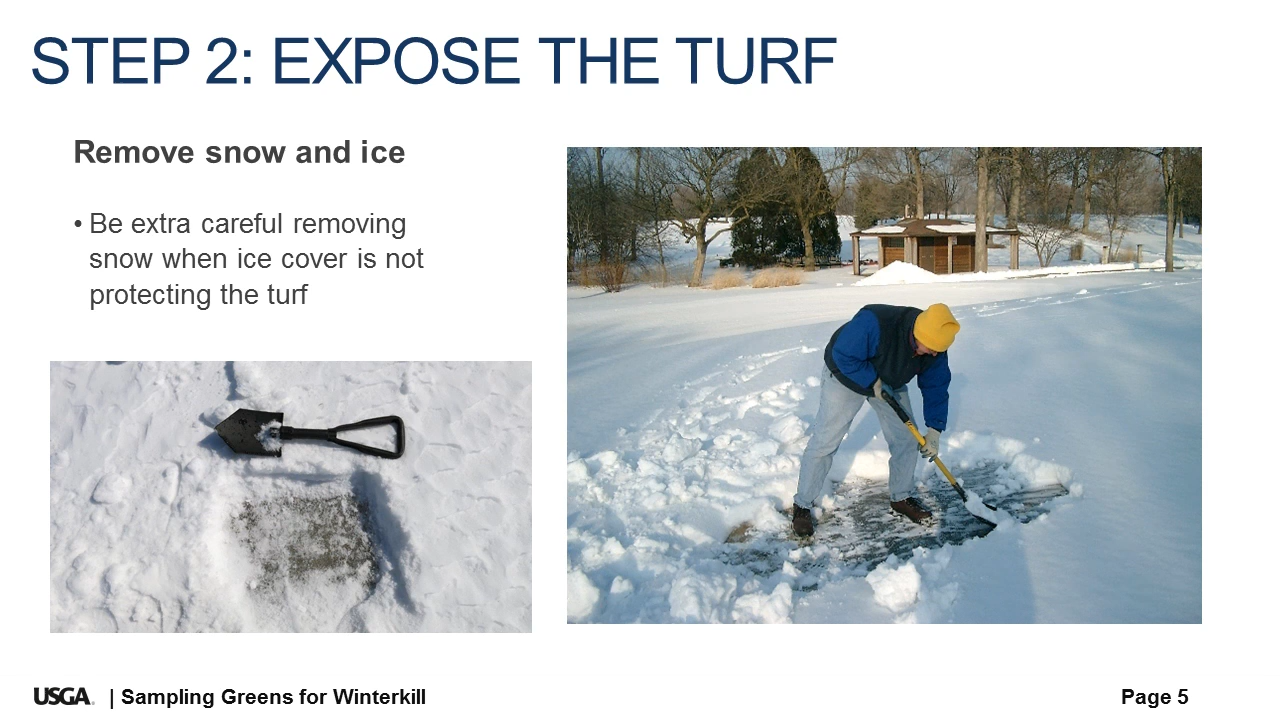 STEP 2: EXPOSE THE TURF
Remove snow and ice
• Be extra careful removing
snow when ice cover is not
protecting the turf
USGA. | Sampling Greens for Winterkill
Page 5